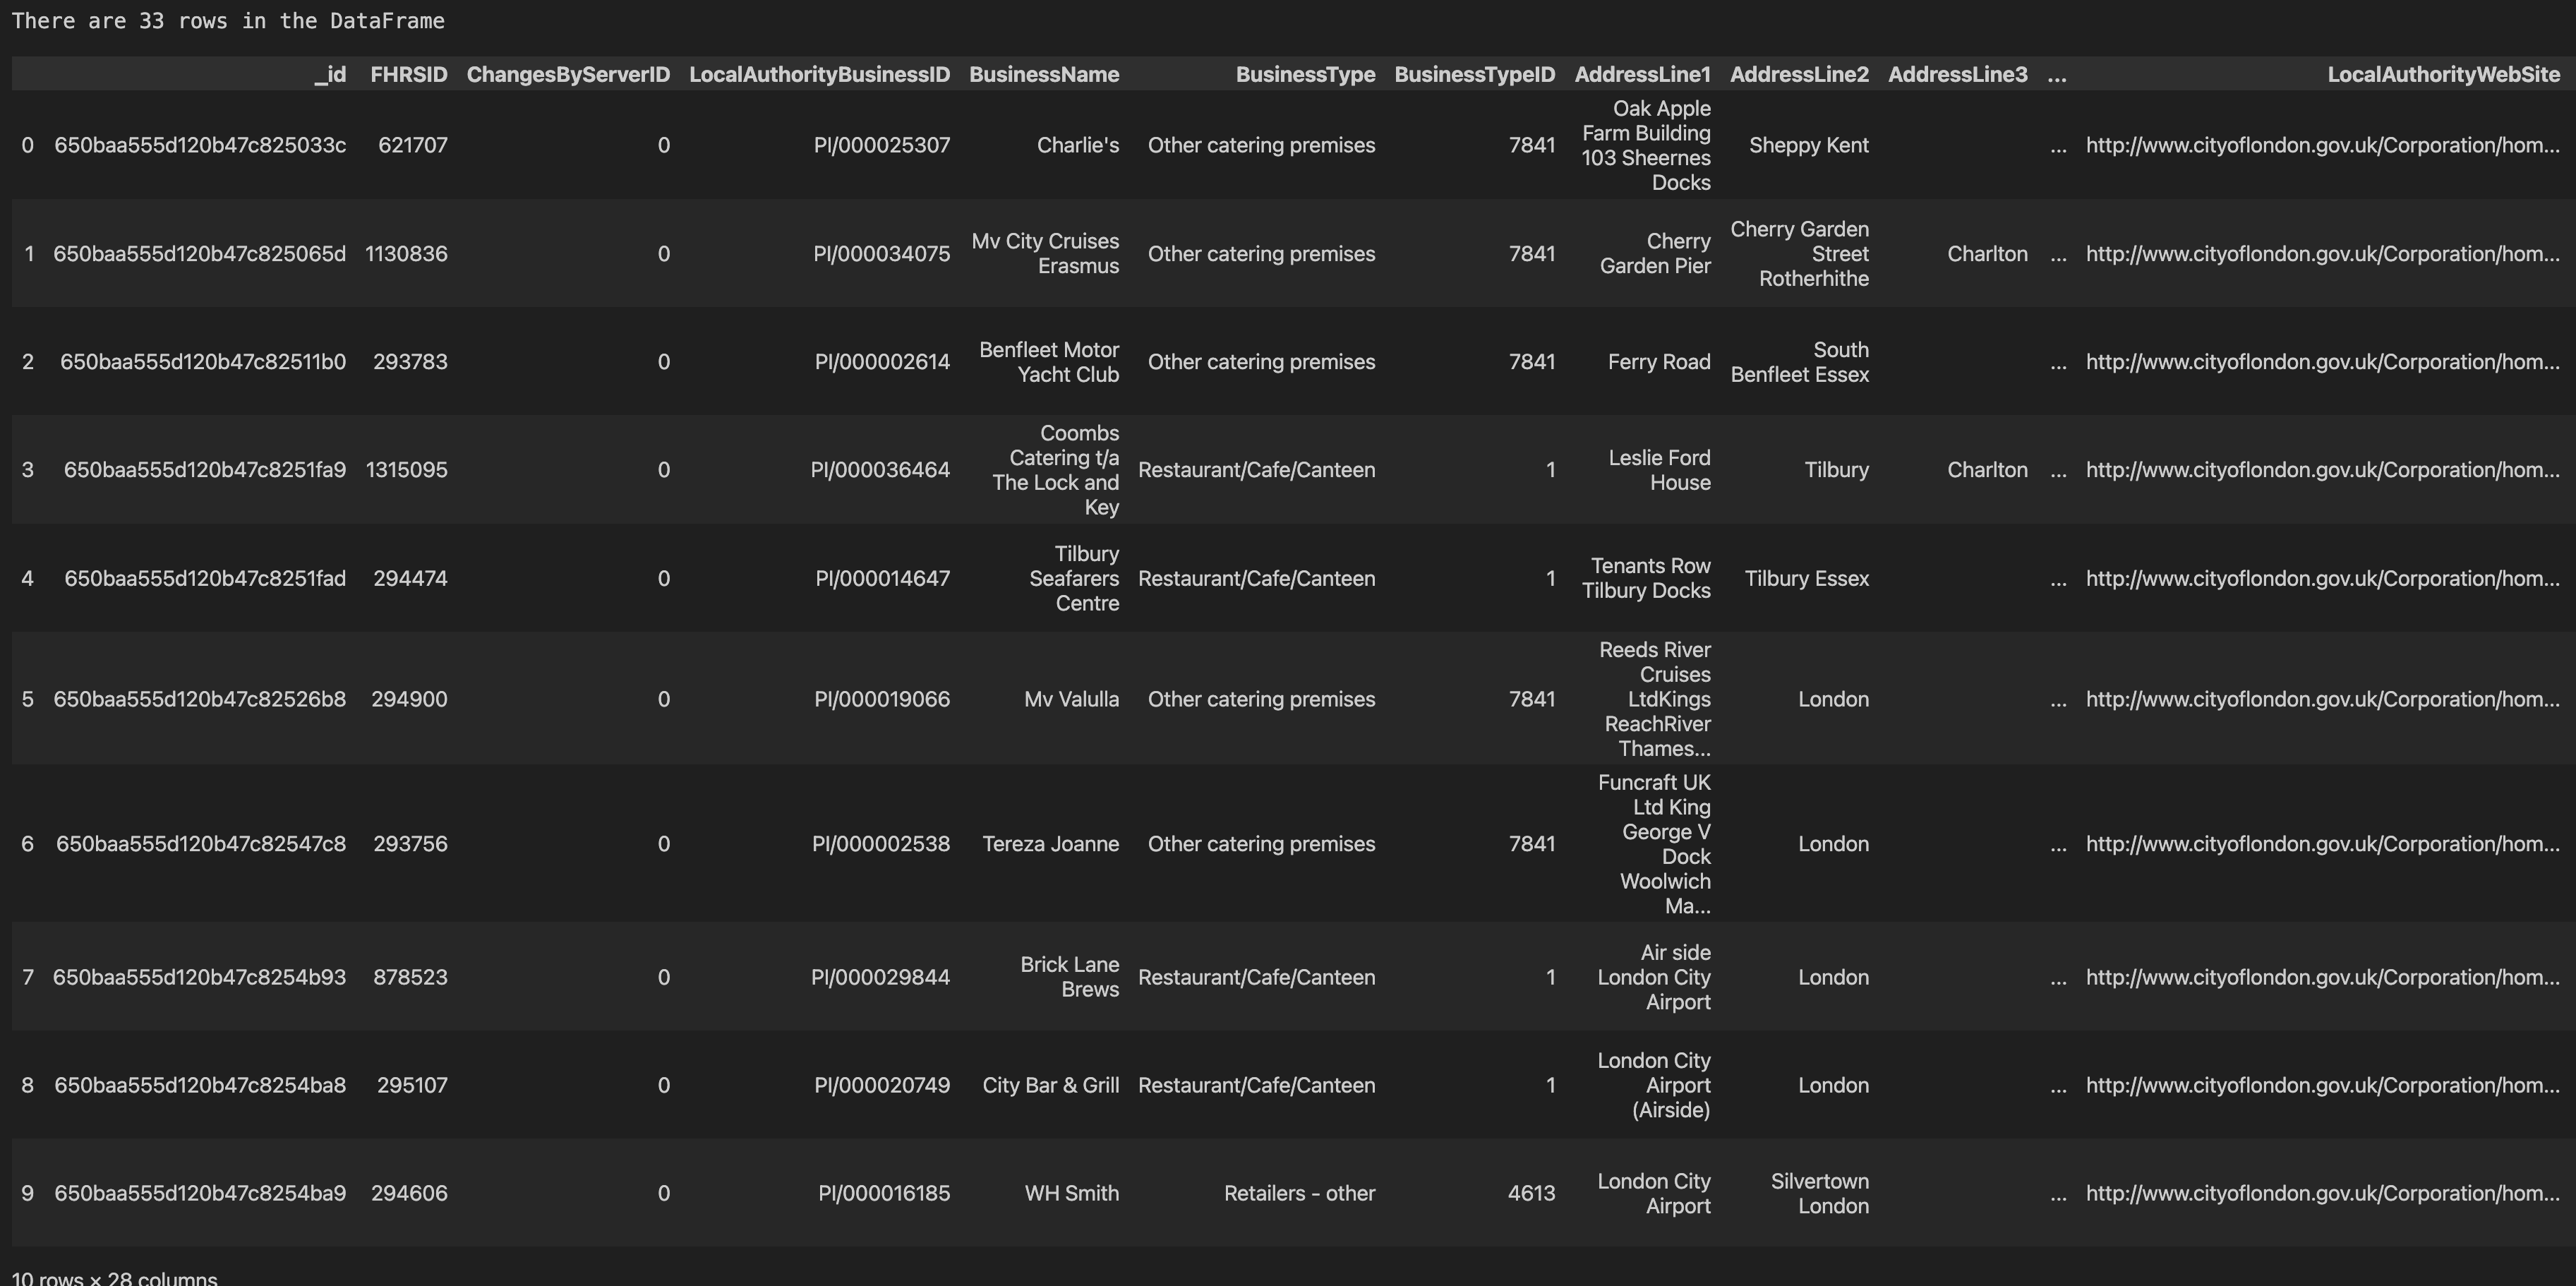 There are 33 rows in the DataFrame
_id FHRSID ChangesByServerID LocalAuthorityBusinessID BusinessName BusinessType BusinessTypeID AddressLine1 AddressLine2 AddressLine3 ... LocalAuthorityWebSite
0 650baa555d120b47c825033c 621707 0 PI/000025307 Charlie's Other catering premises 7841 Oak Apple Farm Building 103 Sheernes Docks Sheppy Kent ... http://www.cityoflondon.gov.uk/Corporation/hom...
1 650baa555d120b47c825065d 1130836 0 PI/000034075 Mv City Cruises Erasmus Other catering premises 7841 Cherry Garden Pier Cherry Garden Street Rotherhithe Charlton ... http://www.cityoflondon.gov.uk/Corporation/hom...
2 650baa555d120b47c82511b0 293783 0 PI/000002614 Benfleet Motor Yacht Club Other catering premises 7841 Ferry Road South Benfleet Essex ... http://www.cityoflondon.gov.uk/Corporation/hom...
3 650baa555d120b47c8251fa9 1315095 0 PI/000036464 Coombs Catering t/a The Lock and Key Restaurant/Cafe/Canteen 1 Leslie Ford House Tilbury Charlton ... http://www.cityoflondon.gov.uk/Corporation/hom...
4 650baa555d120b47c8251fad 294474 0 PI/000014647 Tilbury Seafarers Centre Restaurant/Cafe/Canteen 1 Tenants Row Tilbury Docks Tilbury Essex ... http://www.cityoflondon.gov.uk/Corporation/hom...
5 650baa555d120b47c82526b8 294900 0 PI/000019066 Mv Valulla Other catering premises 7841 Reeds River Cruises LtdKings ReachRiver Thames... London ... http://www.cityoflondon.gov.uk/Corporation/hom...
6 650baa555d120b47c82547c8 293756 0 PI/000002538 Tereza Joanne Other catering premises 7841 Funcraft UK Ltd King George V Dock Woolwich Ma... London ... http://www.cityoflondon.gov.uk/Corporation/hom...
7 650baa555d120b47c8254b93 878523 0 PI/000029844 Brick Lane Brews Restaurant/Cafe/Canteen 1 Air side London City Airport London ... http://www.cityoflondon.gov.uk/Corporation/hom...
8 650baa555d120b47c8254ba8 295107 0 PI/000020749 City Bar & Grill Restaurant/Cafe/Canteen 1 London City Airport (Airside) London ... http://www.cityoflondon.gov.uk/Corporation/hom...
9 650baa555d120b47c8254ba9 294606 0 PI/000016185 WH Smith Retailers - other 4613 London City Airport Silvertown London ... http://www.cityoflondon.gov.uk/Corporation/hom...
10 rows × 28 columns